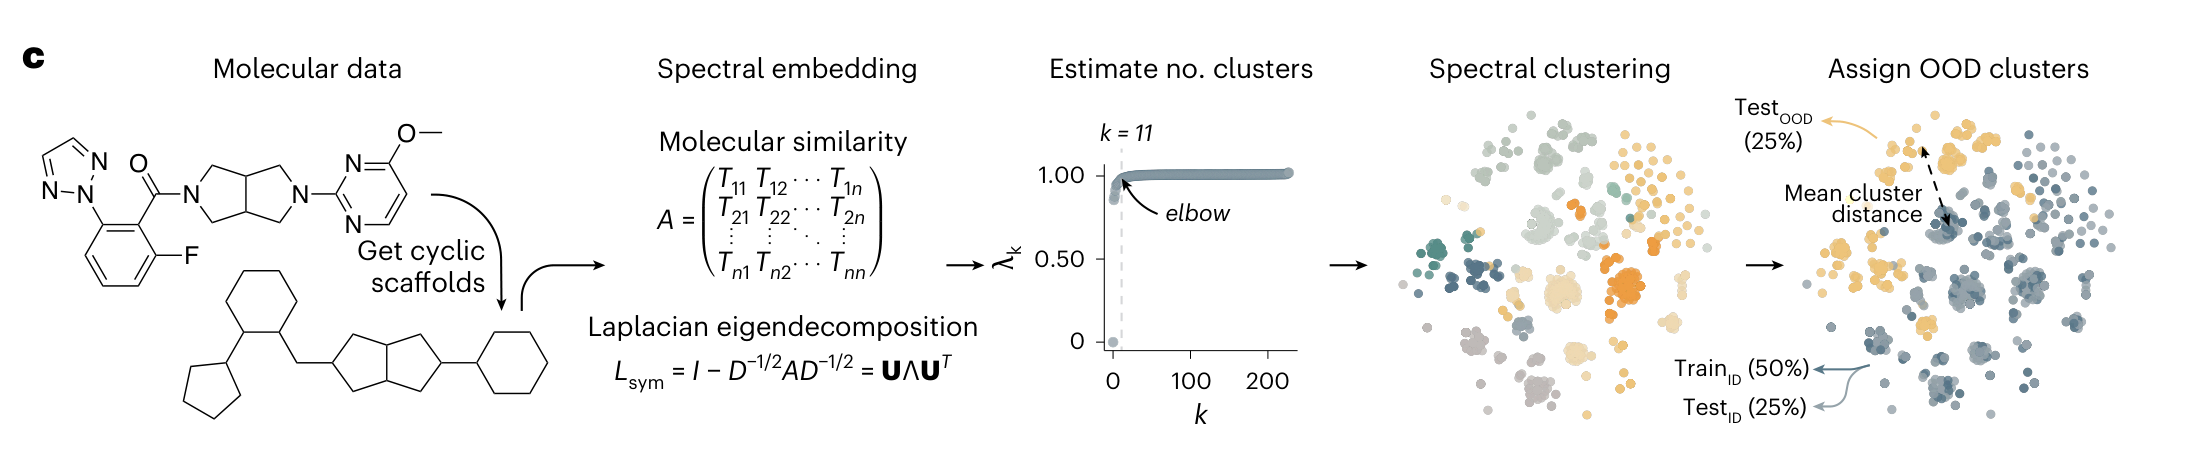 c
Molecular data
N
N
N
O
N
N
N
N
O
F
Get cyclic
scaffolds
Spectral embedding
Molecular similarity
A = ( T11 T12 ··· T1n
T21 T22 ··· T2n
⋮ ⋮ ⋱ ⋮
Tn1 Tn2 ··· Tnn )
Laplacian eigendecomposition
Lsym = I − D−1/2AD−1/2 = UΛUT
Estimate no. clusters
k = 11
1.00
0.50
0
λk
elbow
0 100 200
k
Spectral clustering
Assign OOD clusters
TestOOD
(25%)
Mean cluster
distance
TrainID (50%)
TestID (25%)